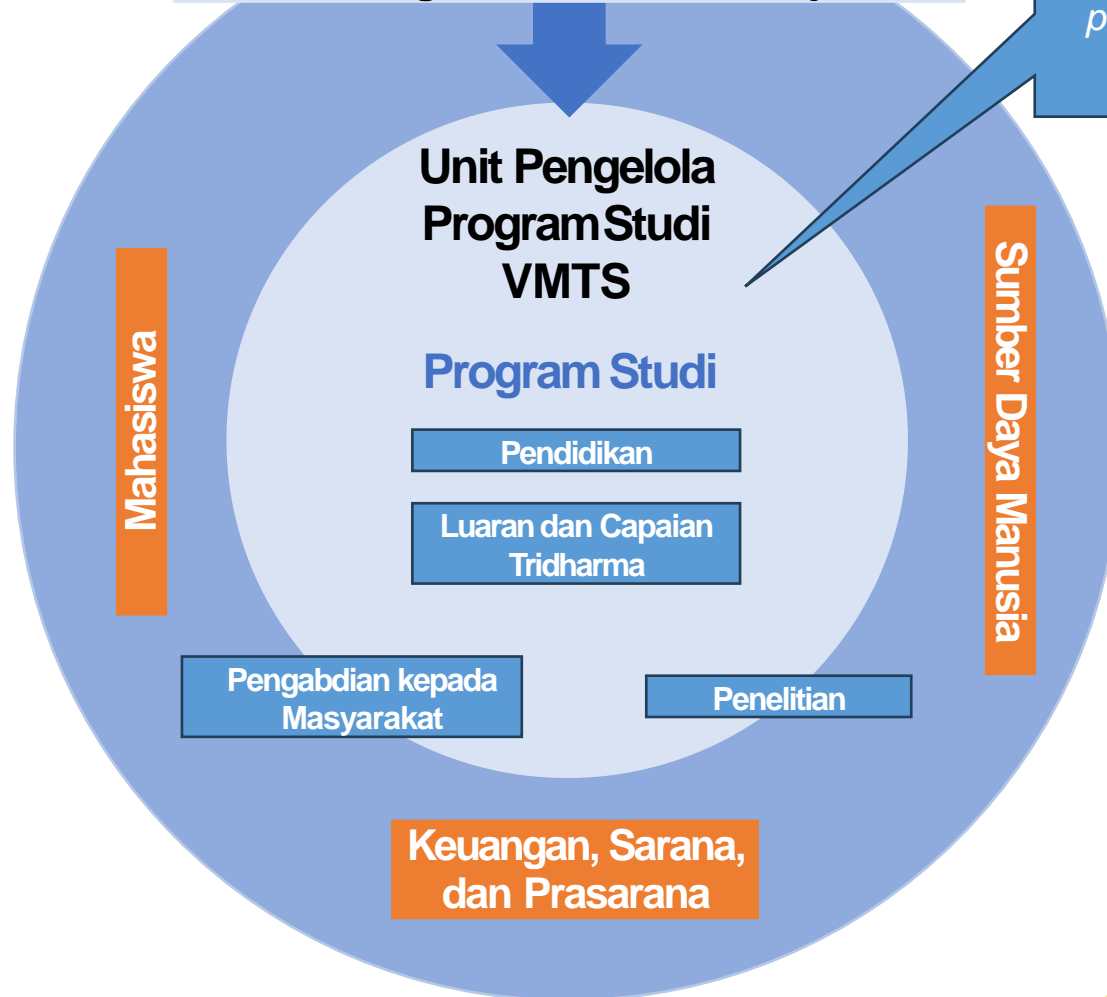 Unit Pengelola
Program Studi
VMTS
Program Studi
Mahasiswa
Sumber Daya Manusia
Pendidikan
Luaran dan Capaian
Tridharma
Pengabdian kepada
Masyarakat
Penelitian
Keuangan, Sarana,
dan Prasarana